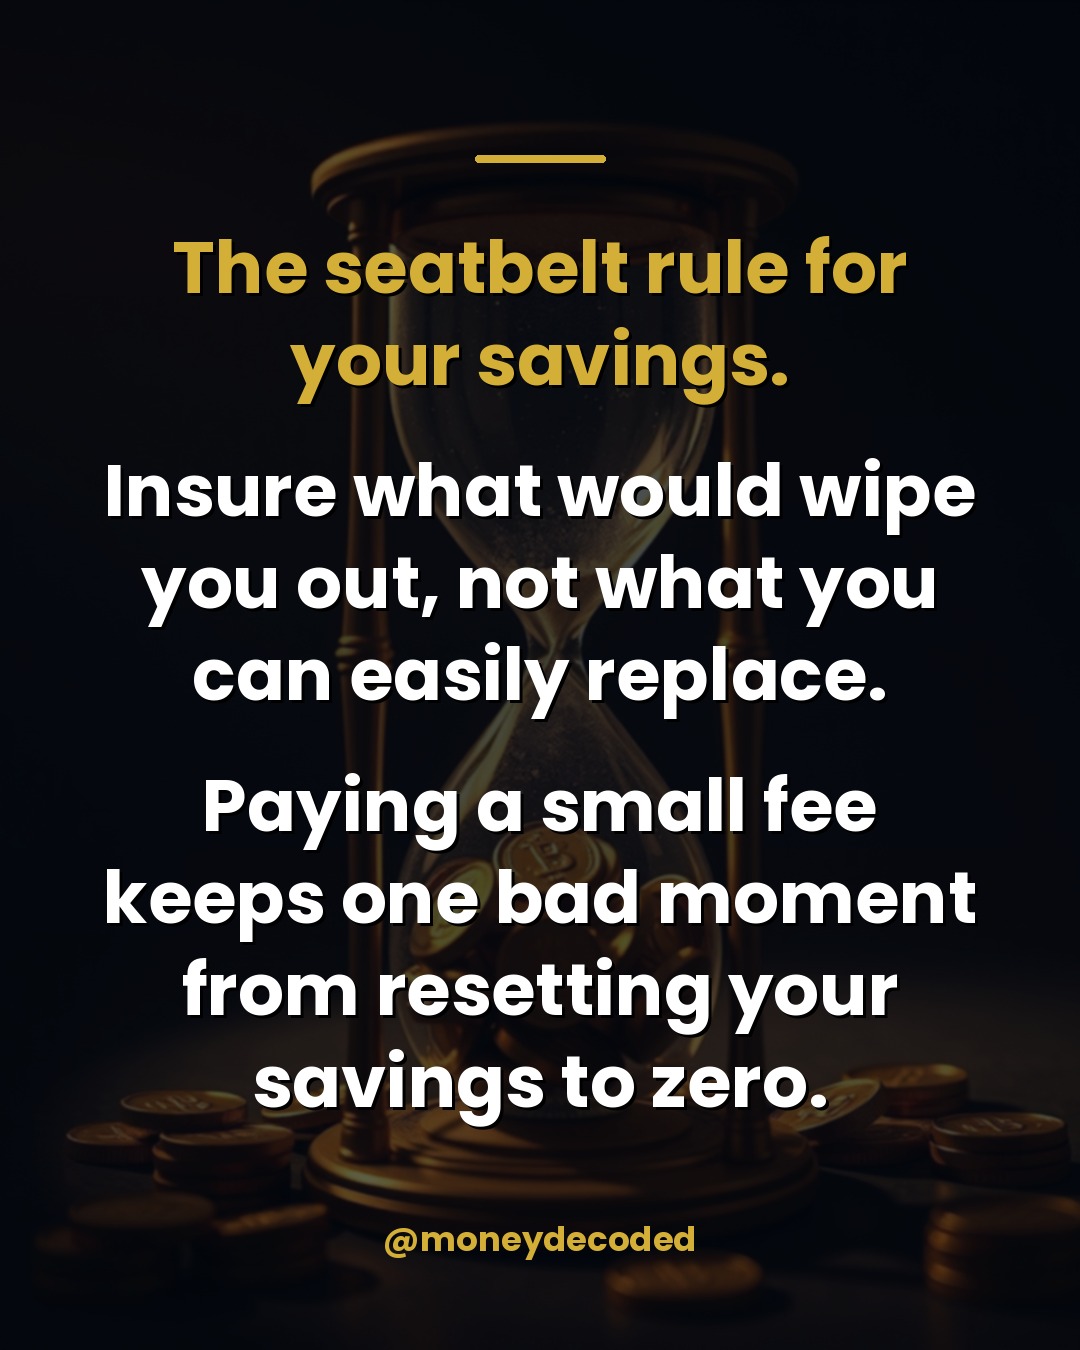 The seatbelt rule for
your savings.
Insure what would wipe
you out, not what you
can easily replace.
Paying a small fee
keeps one bad moment
from resetting your
savings to zero.
@moneydecoded